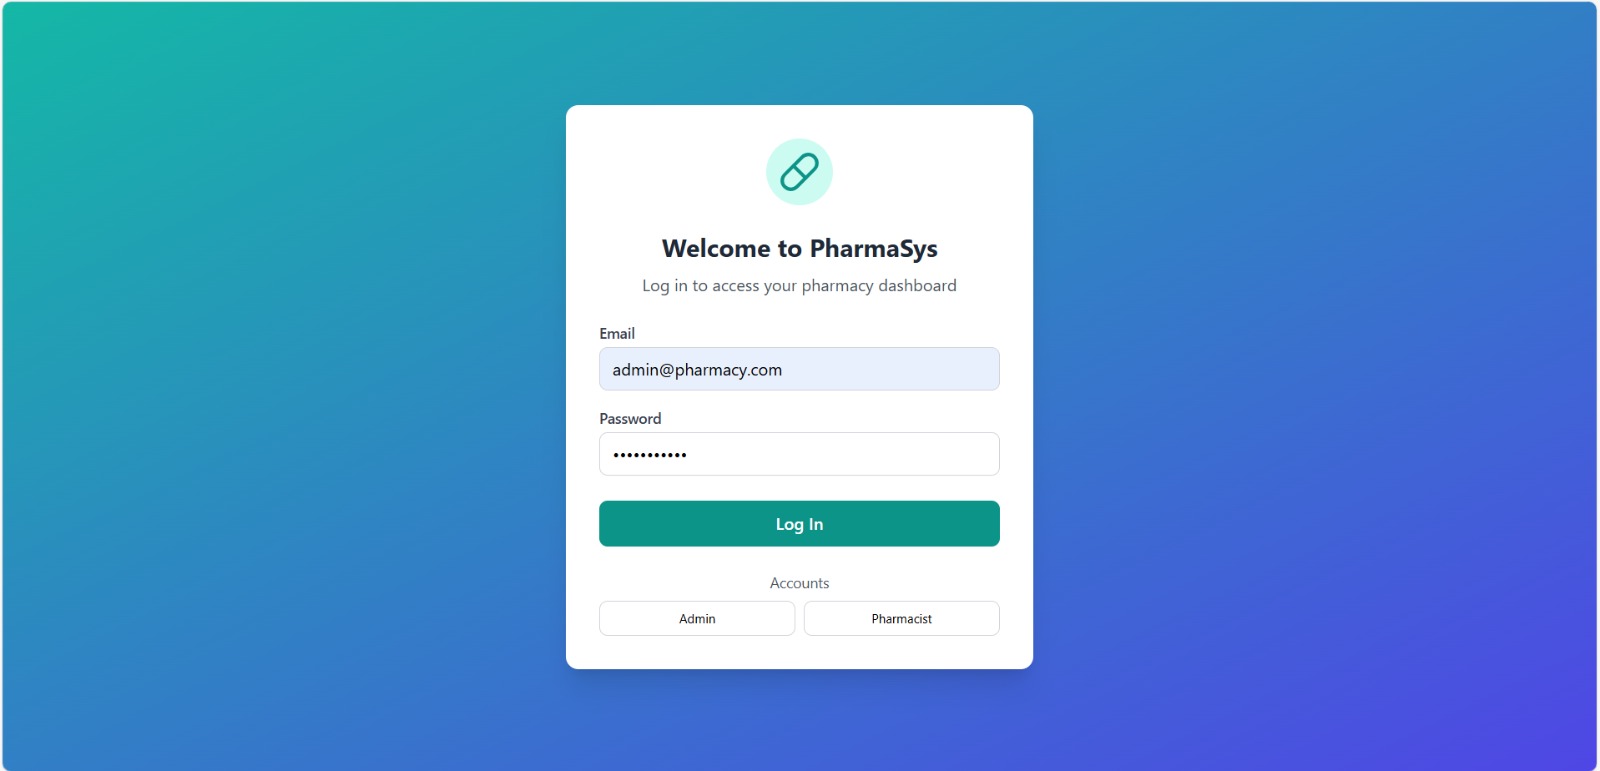 Welcome to PharmaSys
Log in to access your pharmacy dashboard
Email
admin@pharmacy.com
Password
•••••••••••
Log In
Accounts
Admin
Pharmacist